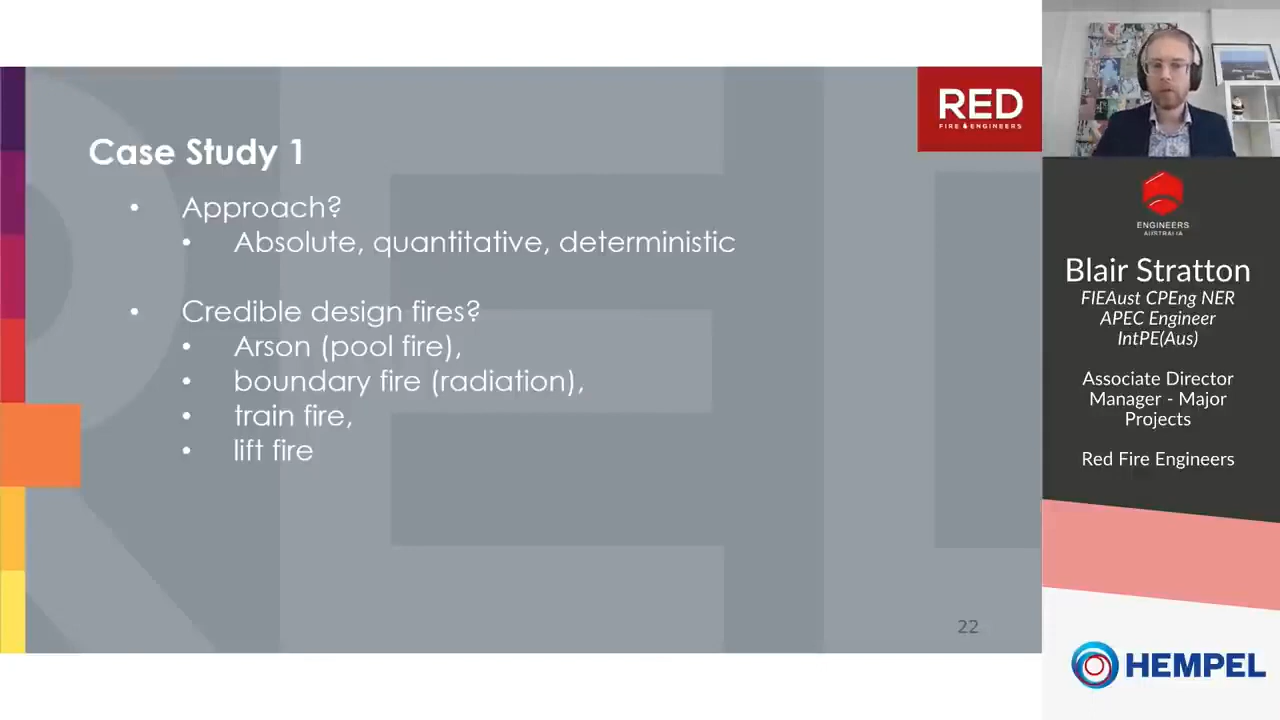 Case Study 1
• Approach?
• Absolute, quantitative, deterministic
• Credible design fires?
• Arson (pool fire),
• boundary fire (radiation),
• train fire,
• lift fire
22
RED
FIRE & ENGINEERS
ENGINEERS
AUSTRALIA
Blair Stratton
FIEAust CPEng NER
APEC Engineer
IntPE(Aus)
Associate Director
Manager - Major
Projects
Red Fire Engineers
HEMPEL